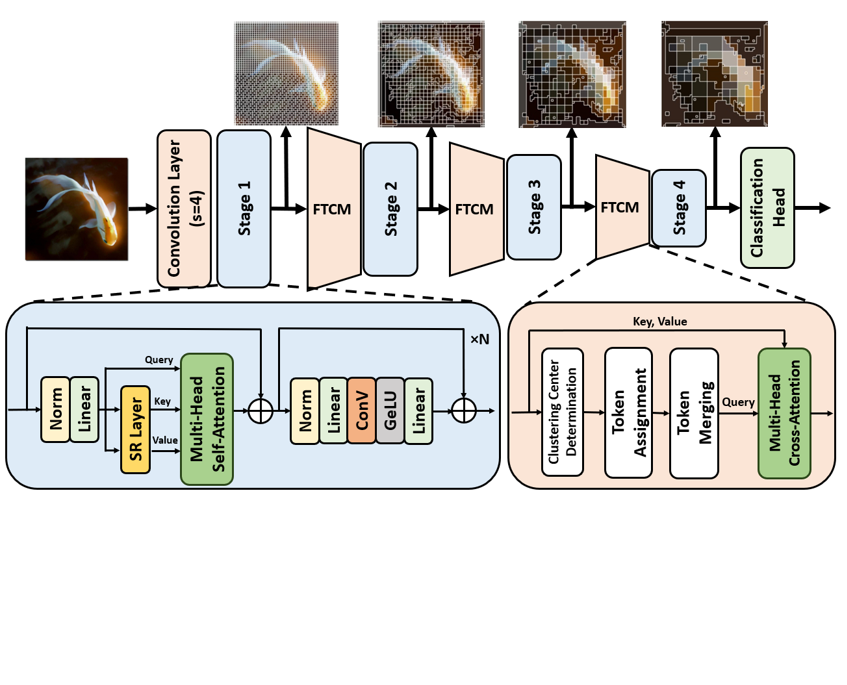 Convolution Layer
(s=4)
Stage 1
FTCM
Stage 2
FTCM
Stage 3
FTCM
Stage 4
Classification
Head
Norm
Linear
Query
Key
Value
SR Layer
Multi-Head
Self-Attention
Norm
Linear
ConV
GeLU
Linear
×N
Key, Value
Clustering Center
Determination
Token
Assignment
Token
Merging
Query
Multi-Head
Cross-Attention